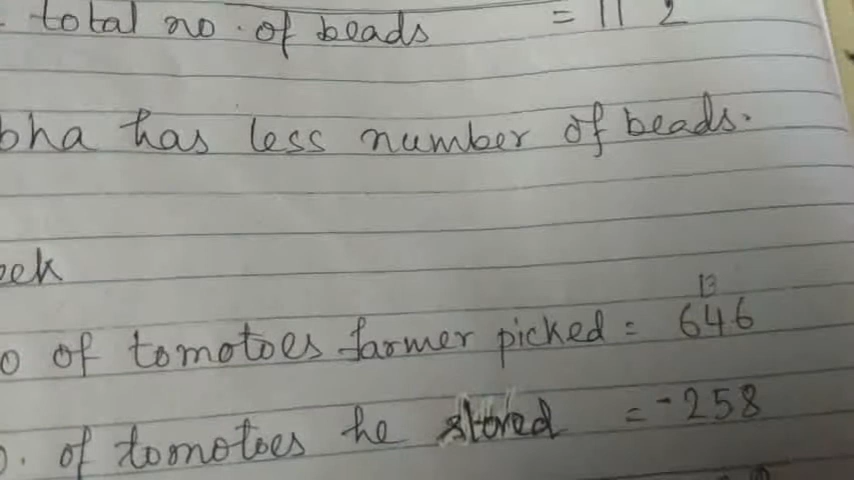 total no. of beads = 112
bha has less number of beads.
eek
13
o of tomotoes farmer picked = 646
o. of tomotoes he stored = -258